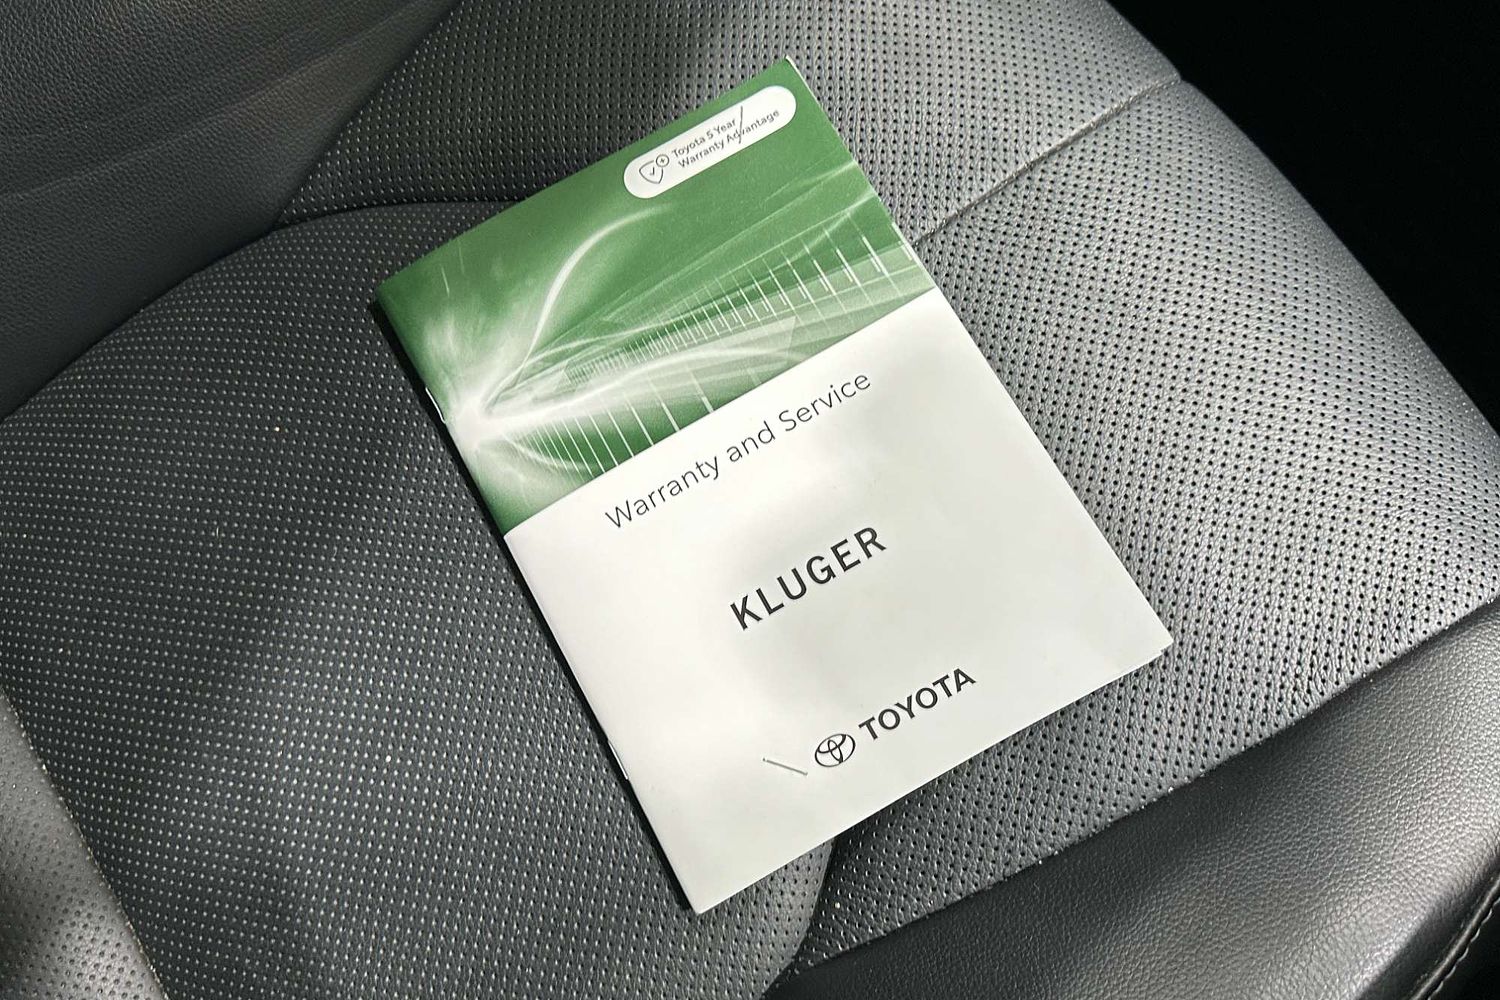 Toyota 5 Year
Warranty Advantage
Warranty and Service
KLUGER
TOYOTA